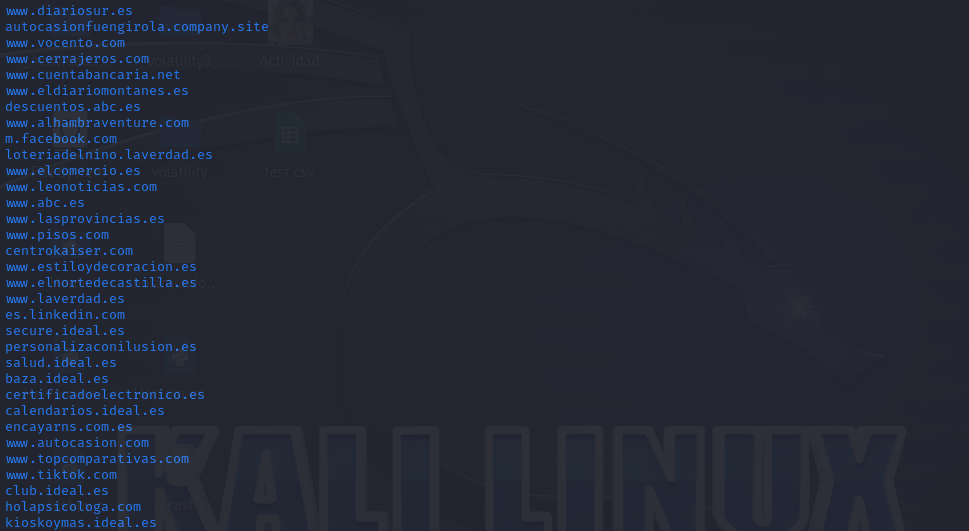 www.diariosur.es
autocasionfuengirola.company.site
www.vocento.com
www.cerrajeros.com
volatility3
Actividad
www.cuentabancaria.net
www.eldiariomontanes.es
descuentos.abc.es
www.alhambraventure.com
m.facebook.com
loteriadelnino.laverdad.es
www.elcomercio.es
volatility
test.csv
www.leonoticias.com
www.abc.es
www.lasprovincias.es
www.pisos.com
centrokaiser.com
www.estiloydecoracion.es
www.elnortedecastilla.es
www.laverdad.es
es.linkedin.com
secure.ideal.es
personalizaconilusion.es
salud.ideal.es
baza.ideal.es
certificadoelectronico.es
calendarios.ideal.es
encayarns.com.es
www.autocasion.com
www.topcomparativas.com
www.tiktok.com
club.ideal.es
holapsicologa.com
kioskoymas.ideal.es
KALI LINUX